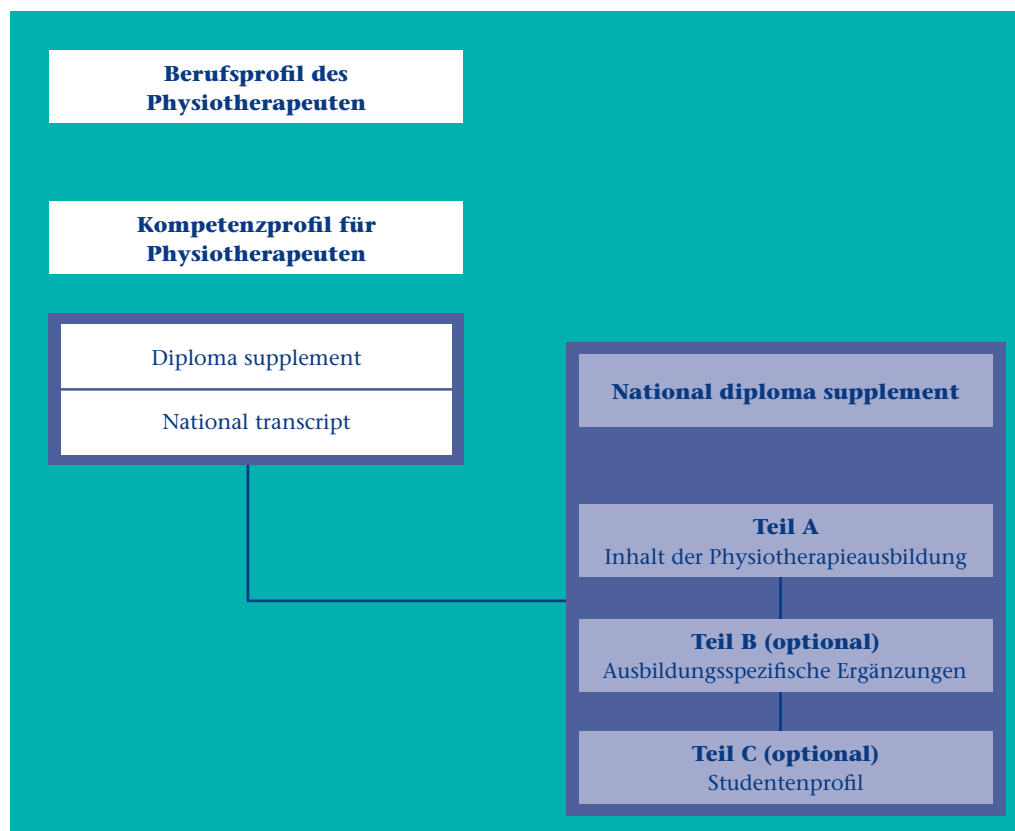 Berufsprofil des
Physiotherapeuten
Kompetenzprofil für
Physiotherapeuten
Diploma supplement
National transcript
National diploma supplement
Teil A
Inhalt der Physiotherapieausbildung
Teil B (optional)
Ausbildungsspezifische Ergänzungen
Teil C (optional)
Studentenprofil